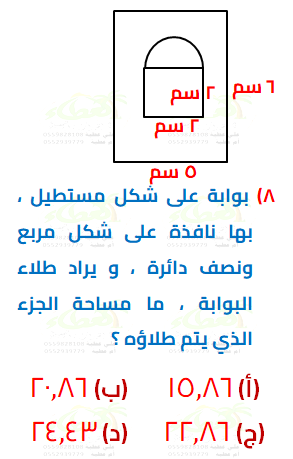 ٦ سم
٢ سم
٢ سم
٥ سم
٨) بوابة على شكل مستطيل ،
بها نافذة على شكل مربع
ونصف دائرة ، و يراد طلاء
البوابة ، ما مساحة الجزء
الذي يتم طلاؤه ؟
(أ) ١٥,٨٦ (ب) ٢٠,٨٦
(ج) ٢٢,٨٦ (د) ٢٤,٤٣